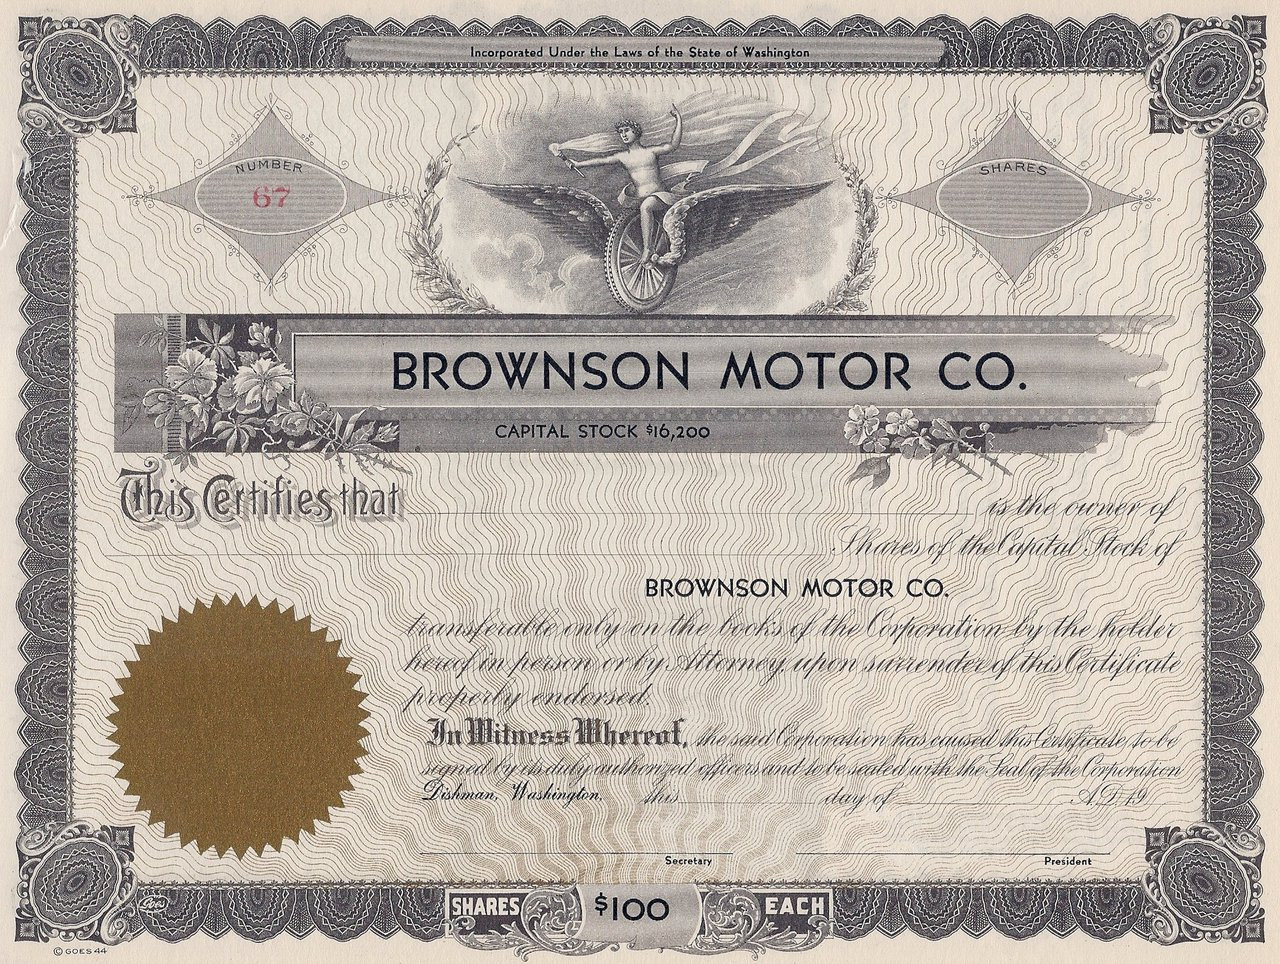 Incorporated Under the Laws of the State of Washington
NUMBER
67
SHARES
BROWNSON MOTOR CO.
CAPITAL STOCK $16,200
This Certifies that is the owner of
Shares of the Capital Stock of
BROWNSON MOTOR CO.
transferable only on the books of the Corporation by the holder
hereof in person or by Attorney, upon surrender of this Certificate
properly endorsed.
In Witness Whereof, the said Corporation has caused this Certificate to be
signed by its duly authorized officers and to be sealed with the Seal of the Corporation
Dishman, Washington, this day of A.D. 19
Secretary President
SHARES $100 EACH
Goes
© GOES 44